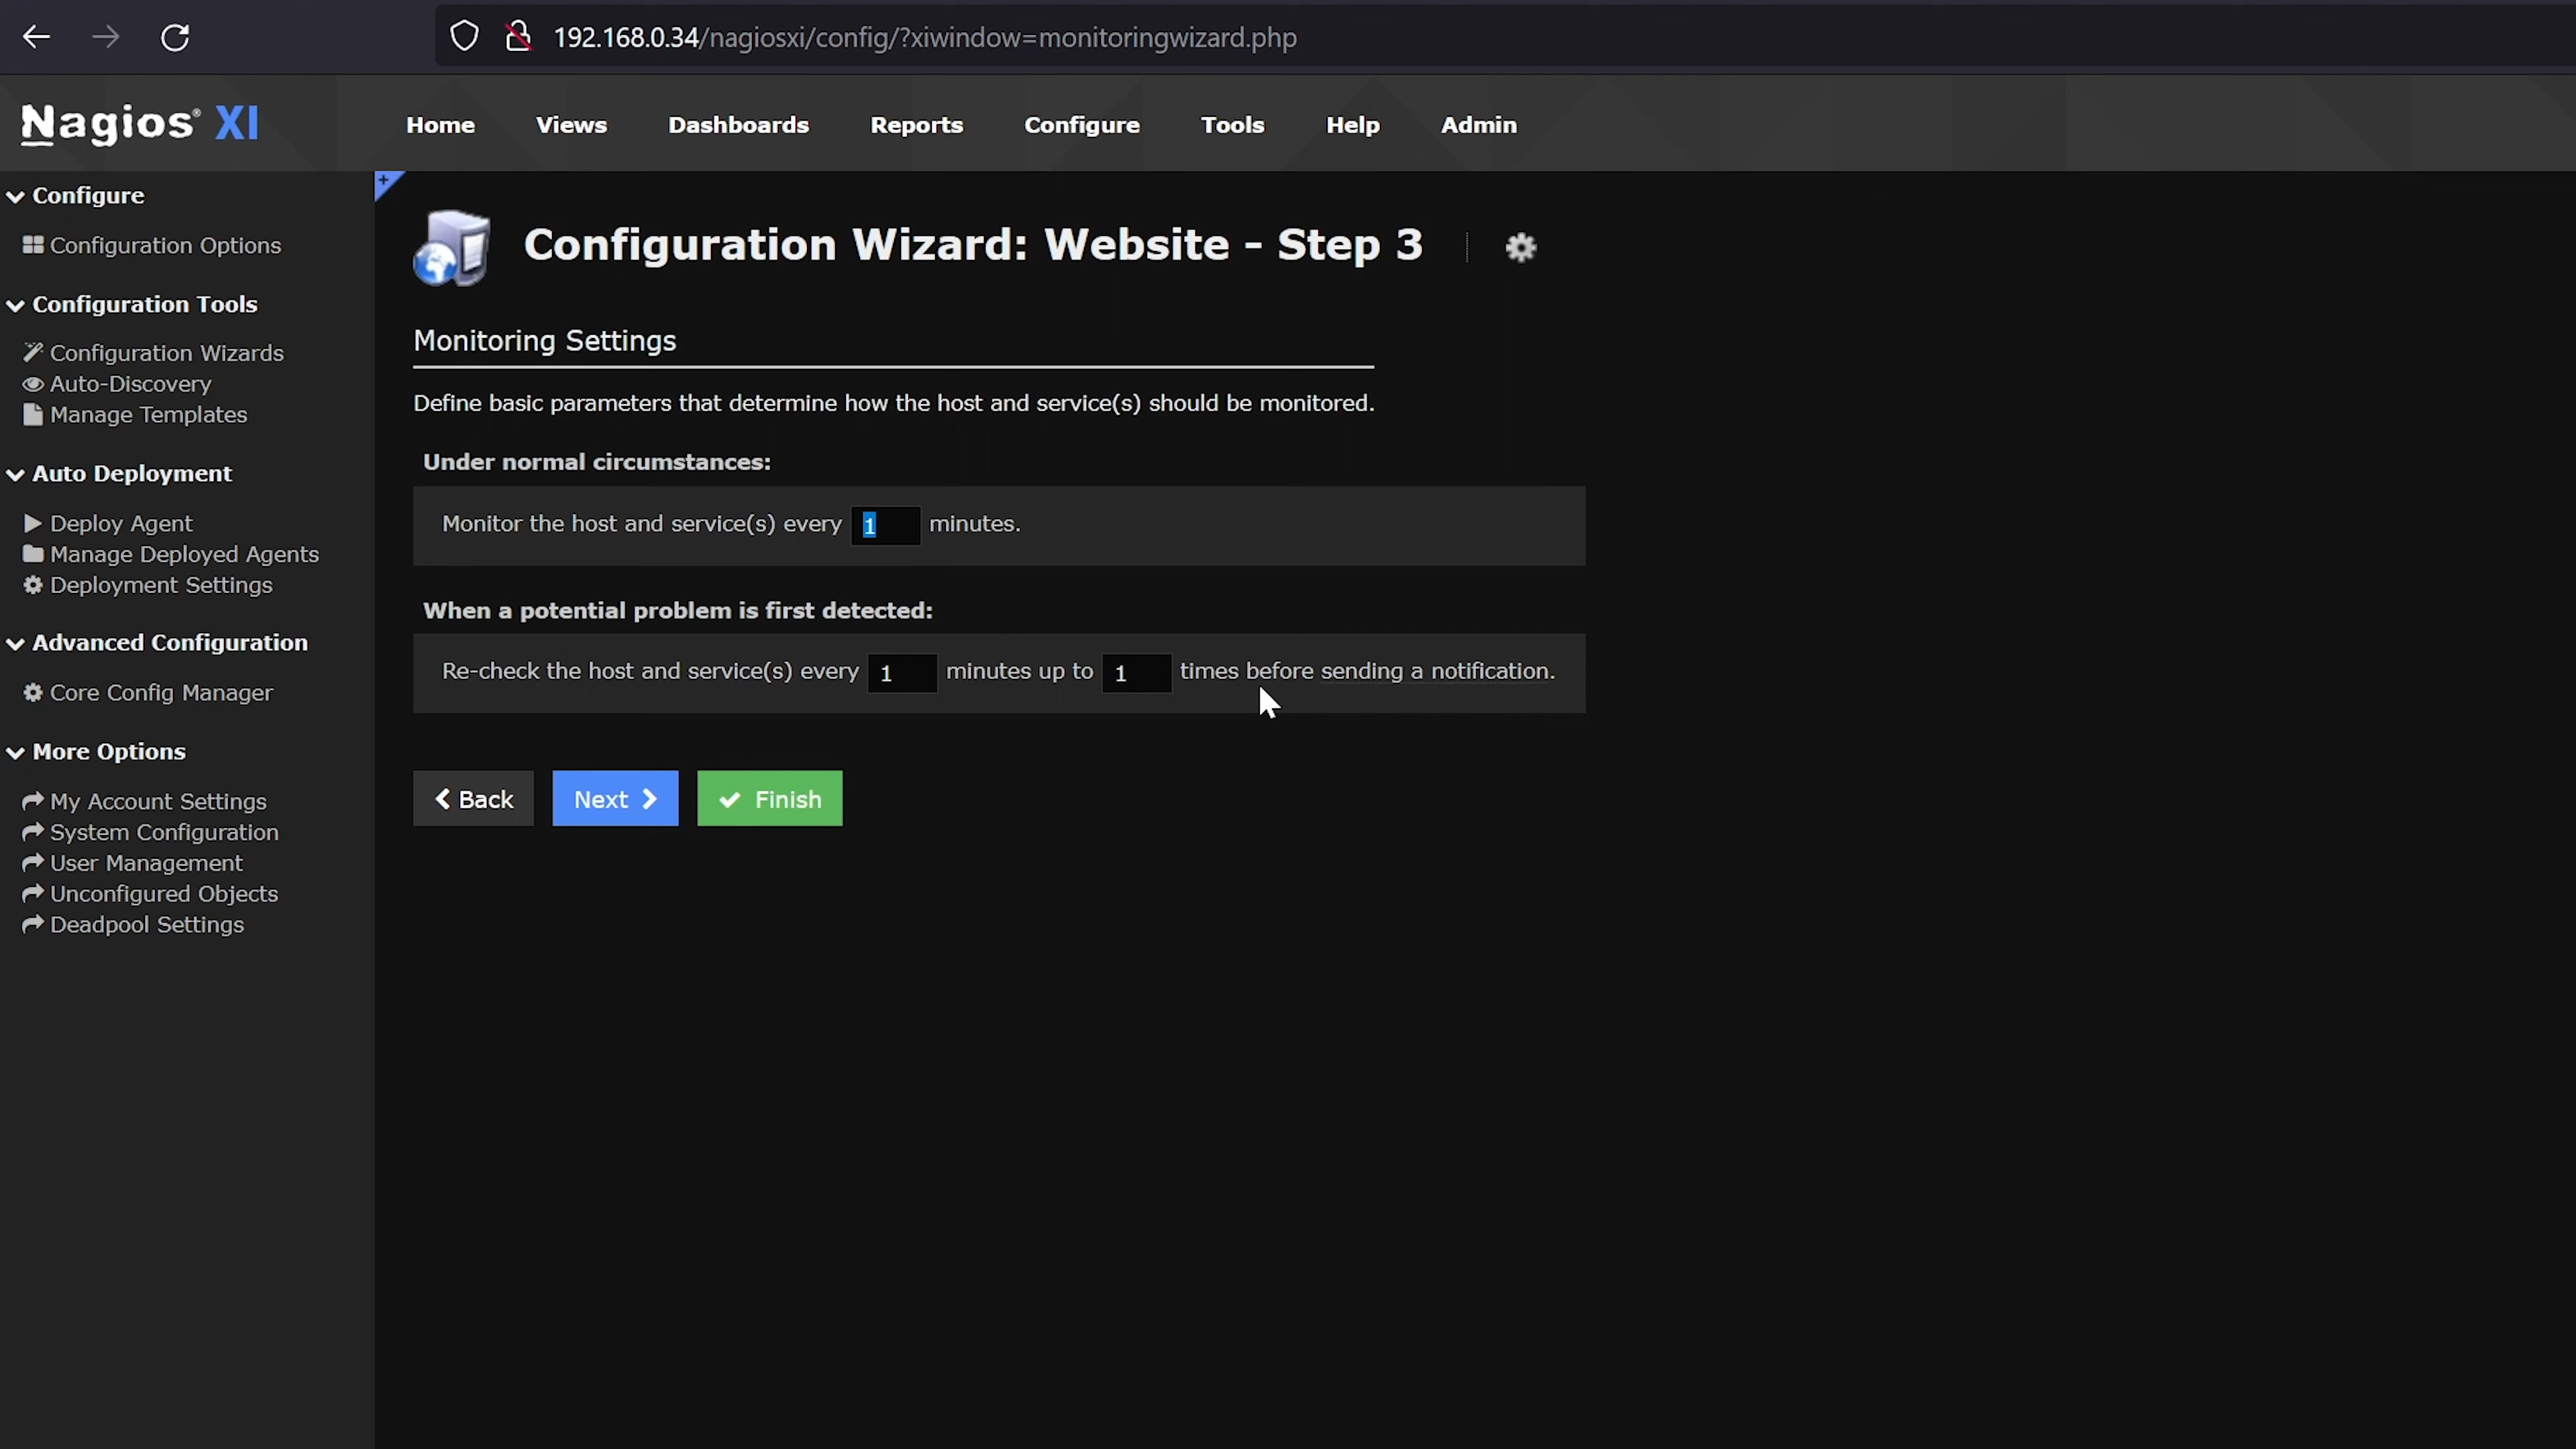 192.168.0.34/nagiosxi/config/?xiwindow=monitoringwizard.php
Nagios® XI
Home Views Dashboards Reports Configure Tools Help Admin
Configure
Configuration Options
Configuration Tools
Configuration Wizards
Auto-Discovery
Manage Templates
Auto Deployment
Deploy Agent
Manage Deployed Agents
Deployment Settings
Advanced Configuration
Core Config Manager
More Options
My Account Settings
System Configuration
User Management
Unconfigured Objects
Deadpool Settings
Configuration Wizard: Website - Step 3
Monitoring Settings
Define basic parameters that determine how the host and service(s) should be monitored.
Under normal circumstances:
Monitor the host and service(s) every 1 minutes.
When a potential problem is first detected:
Re-check the host and service(s) every 1 minutes up to 1 times before sending a notification.
Back Next Finish